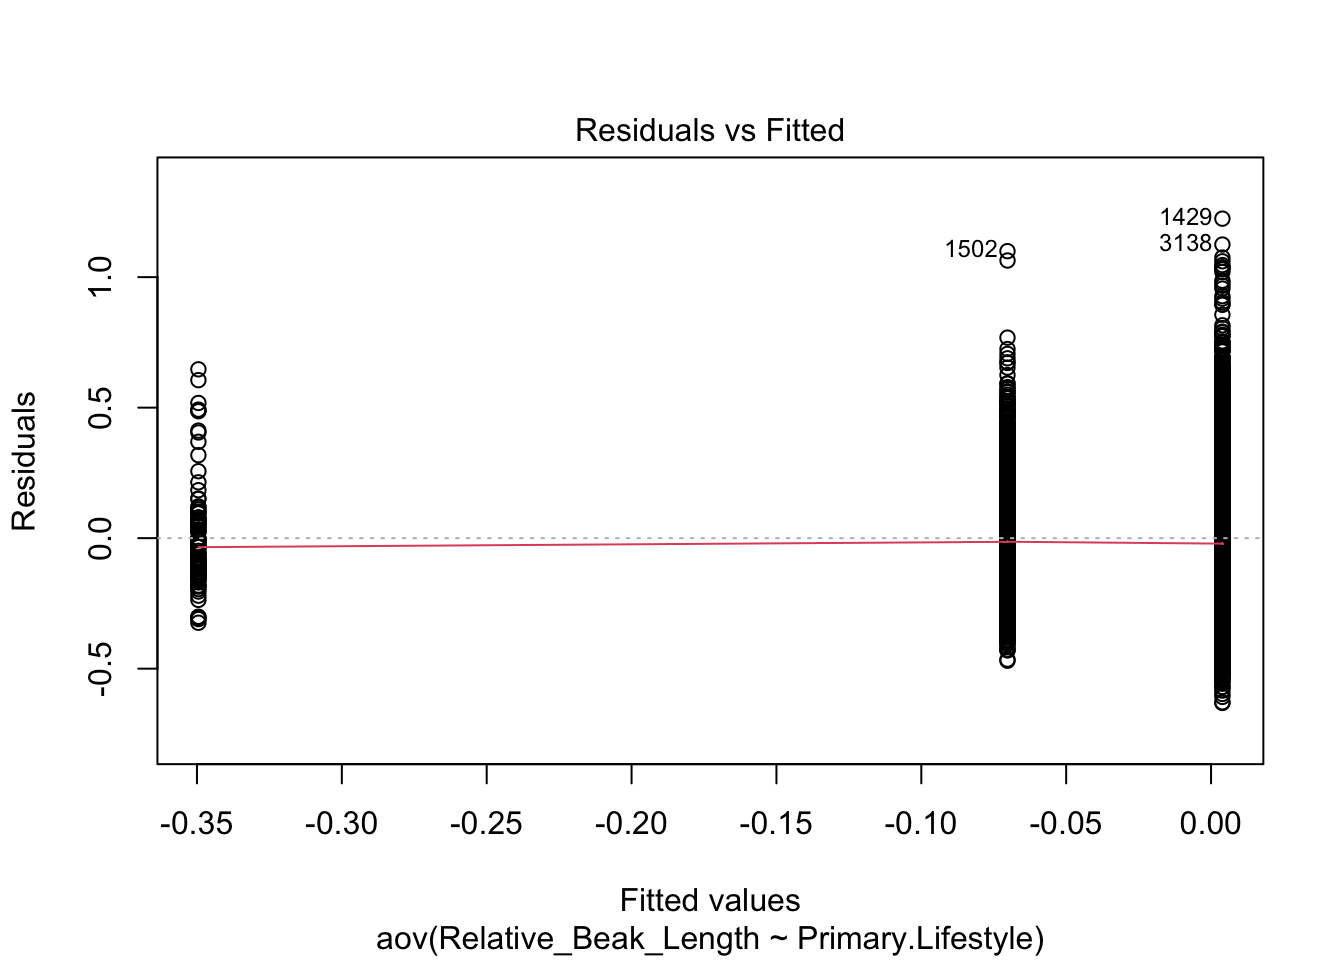 Residuals vs Fitted
1429
3138
1502
1.0
0.5
0.0
-0.5
Residuals
-0.35 -0.30 -0.25 -0.20 -0.15 -0.10 -0.05 0.00
Fitted values
aov(Relative_Beak_Length ~ Primary.Lifestyle)